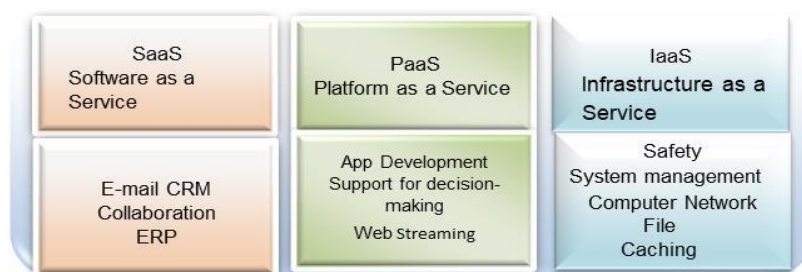 SaaS
Software as a
Service
PaaS
Platform as a Service
IaaS
Infrastructure as a
Service
E-mail CRM
Collaboration
ERP
App Development
Support for decision-
making
Web Streaming
Safety
System management
Computer Network
File
Caching